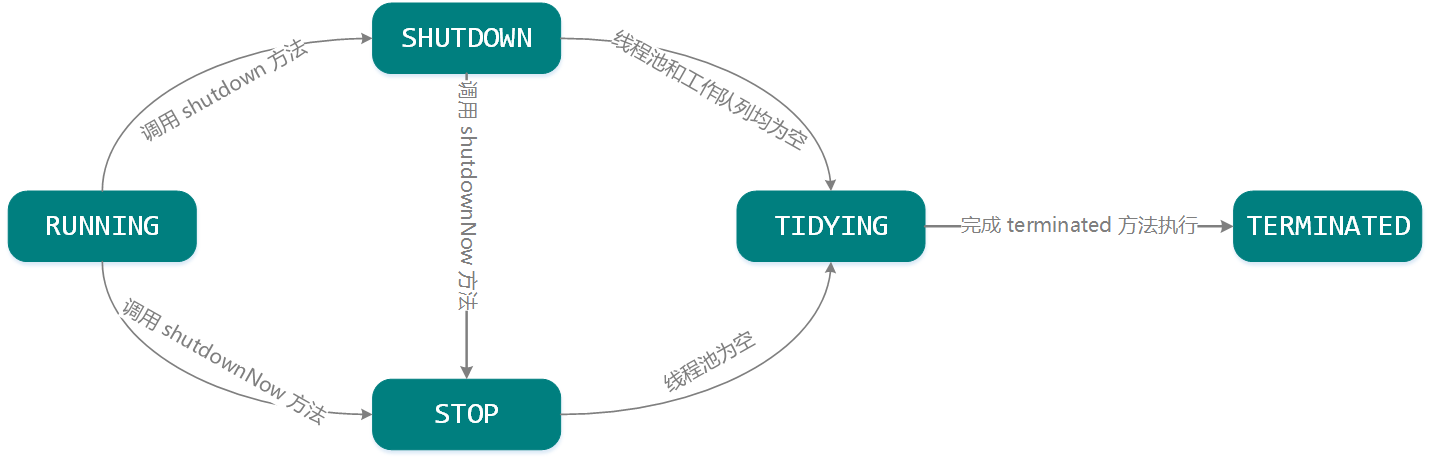 SHUTDOWN
调用 shutdown 方法
线程池和工作队列均为空
调用 shutdownNow 方法
RUNNING
TIDYING
完成 terminated 方法执行
TERMINATED
调用 shutdownNow 方法
线程池为空
STOP